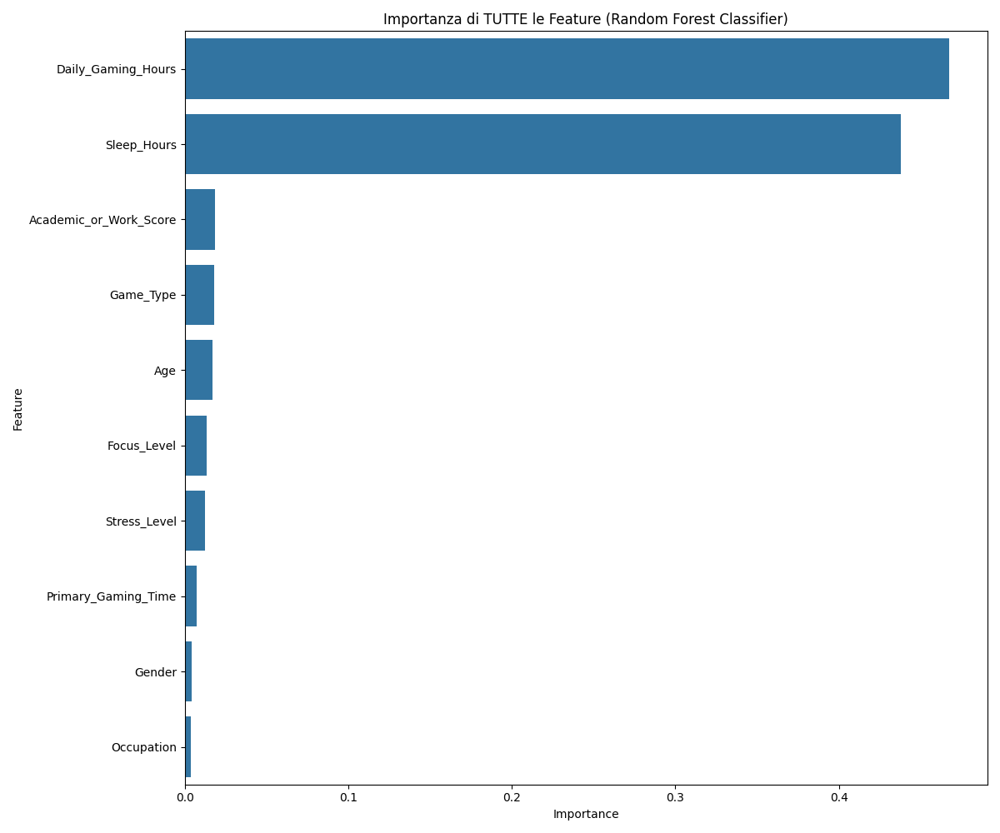 Importanza di TUTTE le Feature (Random Forest Classifier)
Daily_Gaming_Hours
Sleep_Hours
Academic_or_Work_Score
Game_Type
Age
Focus_Level
Stress_Level
Primary_Gaming_Time
Gender
Occupation
Feature
0.0 0.1 0.2 0.3 0.4
Importance